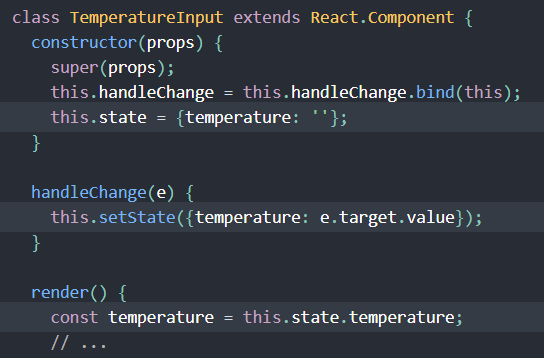 class TemperatureInput extends React.Component {
constructor(props) {
super(props);
this.handleChange = this.handleChange.bind(this);
this.state = {temperature: ''};
}
handleChange(e) {
this.setState({temperature: e.target.value});
}
render() {
const temperature = this.state.temperature;
// ...